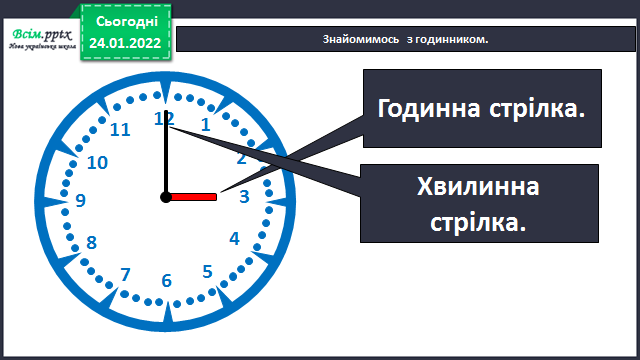 Всім.pptx
Нова українська школа
Сьогодні
24.01.2022
Знайомимось з годинником.
Годинна стрілка.
Хвилинна
стрілка.
12
1
2
3
4
5
6
7
8
9
10
11